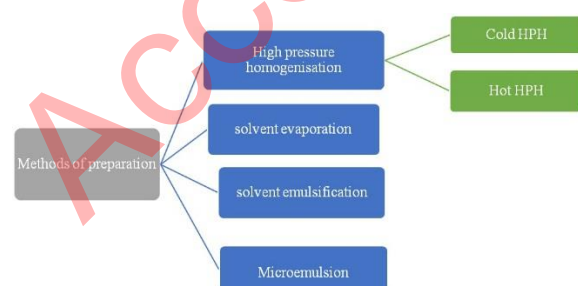 Cold HPH
High pressure
homogenisation
Hot HPH
solvent evaporation
Methods of preparation
solvent emulsification
Microemulsion